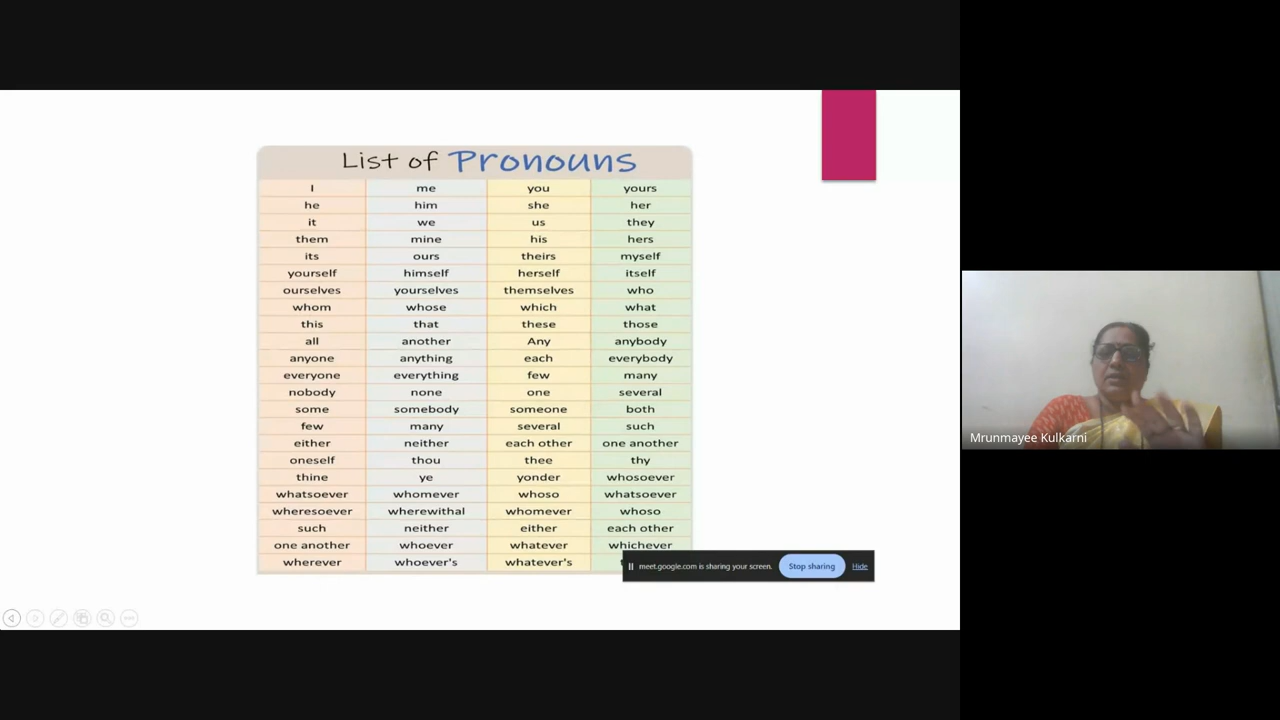 List of Pronouns
I me you yours
he him she her
it we us they
them mine his hers
its ours theirs myself
yourself himself herself itself
ourselves yourselves themselves who
whom whose which what
this that these those
all another Any anybody
anyone anything each everybody
everyone everything few many
nobody none one several
some somebody someone both
few many several such
either neither each other one another
oneself thou thee thy
thine ye yonder whosoever
whatsoever whomever whoso whatsoever
wheresoever wherewithal whomever whoso
such neither either each other
one another whoever whatever whichever
wherever whoever's whatever's
meet.google.com is sharing your screen. Stop sharing Hide
Mrunmayee Kulkarni